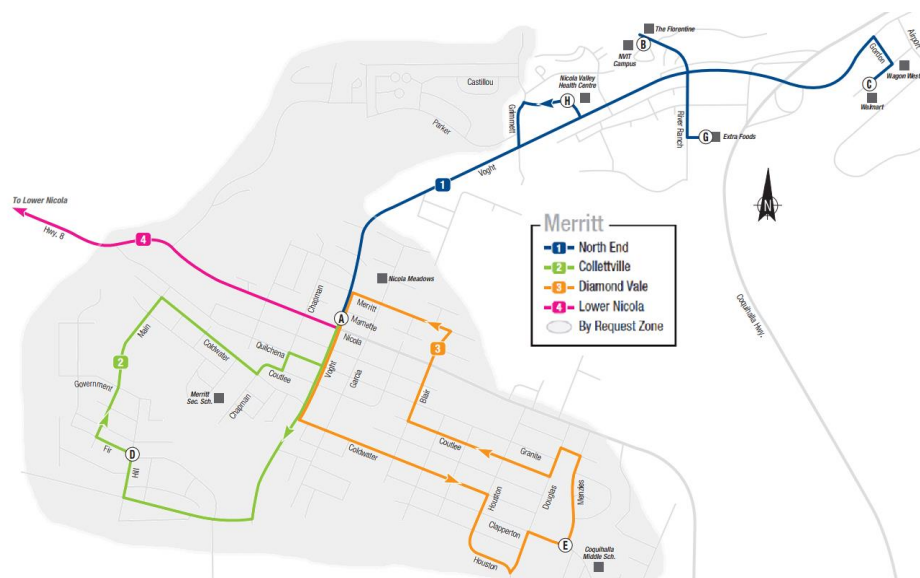 The Florentine
B
NVIT
Campus
Airport
Gordon
Wagon West
C
Walmart
Nicola Valley
Health Centre
H
Castillou
Grimmett
Parker
River Ranch
G
Extra Foods
Voght
1
N
To Lower Nicola
Hwy. 8
4
Merritt
1 North End
2 Collettville
3 Diamond Vale
4 Lower Nicola
By Request Zone
Coquihalla Hwy.
Nicola Meadows
Chapman
Merritt
A
Mamette
Nicola
3
Main
Coldwater
Quilchena
Voght
Garcia
2
Coutlee
Government
Merritt
Sec. Sch.
Chapman
Blair
Fir
D
Hill
Coldwater
Coutlee
Granite
Houston
Douglas
Menzies
Clapperton
E
Houston
Coquihalla
Middle Sch.